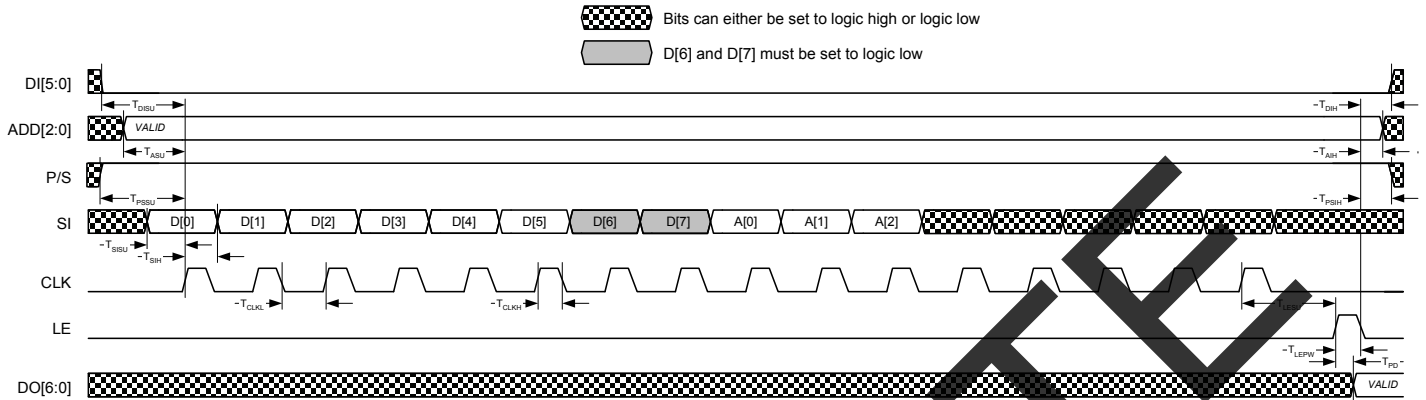 Bits can either be set to logic high or logic low
D[6] and D[7] must be set to logic low
DI[5:0]
TDISU
TDIH
ADD[2:0]
VALID
TASU
TAIH
P/S
TPSSU
TPSIH
SI
D[0] D[1] D[2] D[3] D[4] D[5] D[6] D[7] A[0] A[1] A[2]
TSISU
TSIH
CLK
TCLKL
TCLKH
TLESU
LE
TLEPW
TPD
DO[6:0]
VALID
TE